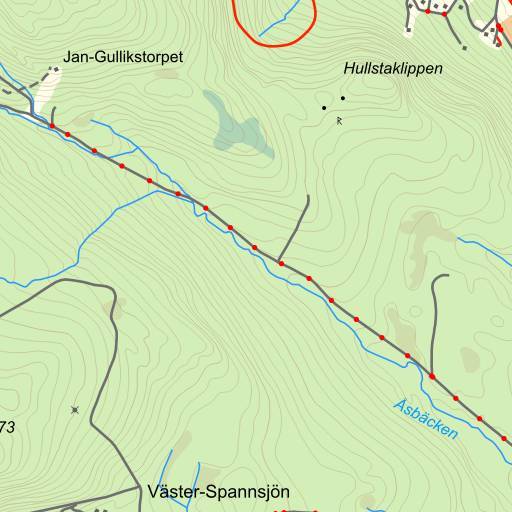 Jan-Gullikstorpet
Hullstaklippen
R
Åsbäcken
73
Väster-Spannsjön